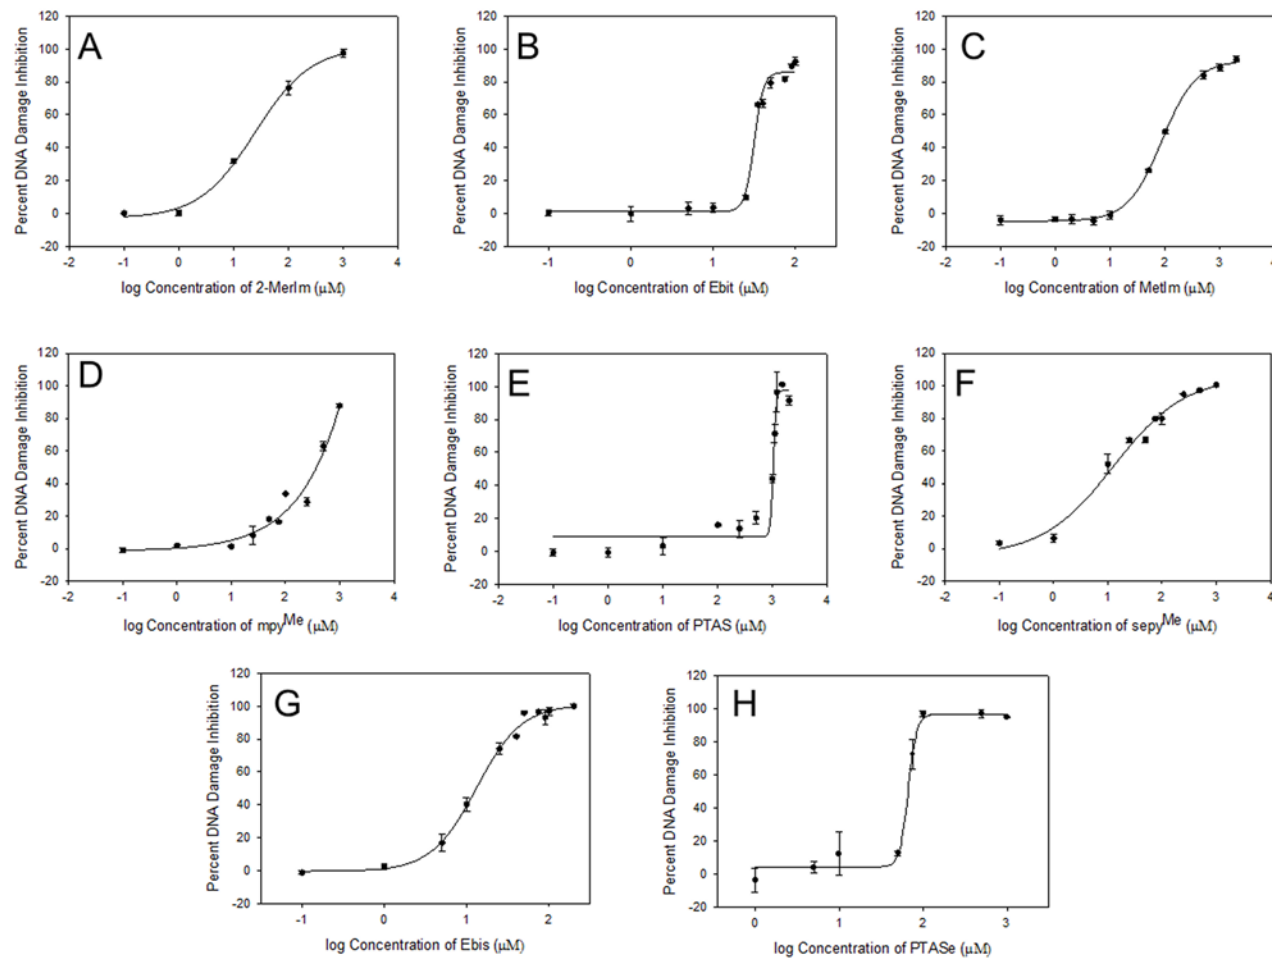 A
Percent DNA Damage Inhibition
120
100
80
60
40
20
0
-20
-2 -1 0 1 2 3 4
log Concentration of 2-MerIm (µM)
B
Percent DNA Damage Inhibition
120
100
80
60
40
20
0
-20
-1 0 1 2
log Concentration of Ebit (µM)
C
Percent DNA Damage Inhibition
120
100
80
60
40
20
0
-20
-2 -1 0 1 2 3 4
log Concentration of MetIm (µM)
D
Percent DNA Damage Inhibition
120
100
80
60
40
20
0
-20
-2 -1 0 1 2 3 4
log Concentration of mpyMe (µM)
E
Percent DNA Damage Inhibition
120
100
80
60
40
20
0
-20
-2 -1 0 1 2 3 4
log Concentration of PTAS (µM)
F
Percent DNA Damage Inhibition
120
100
80
60
40
20
0
-20
-2 -1 0 1 2 3 4
log Concentration of sepyMe (µM)
G
Percent DNA Damage Inhibition
120
100
80
60
40
20
0
-20
-1 0 1 2
log Concentration of Ebis (µM)
H
Percent DNA Damage Inhibition
120
100
80
60
40
20
0
-20
0 1 2 3
log Concentration of PTASe (µM)